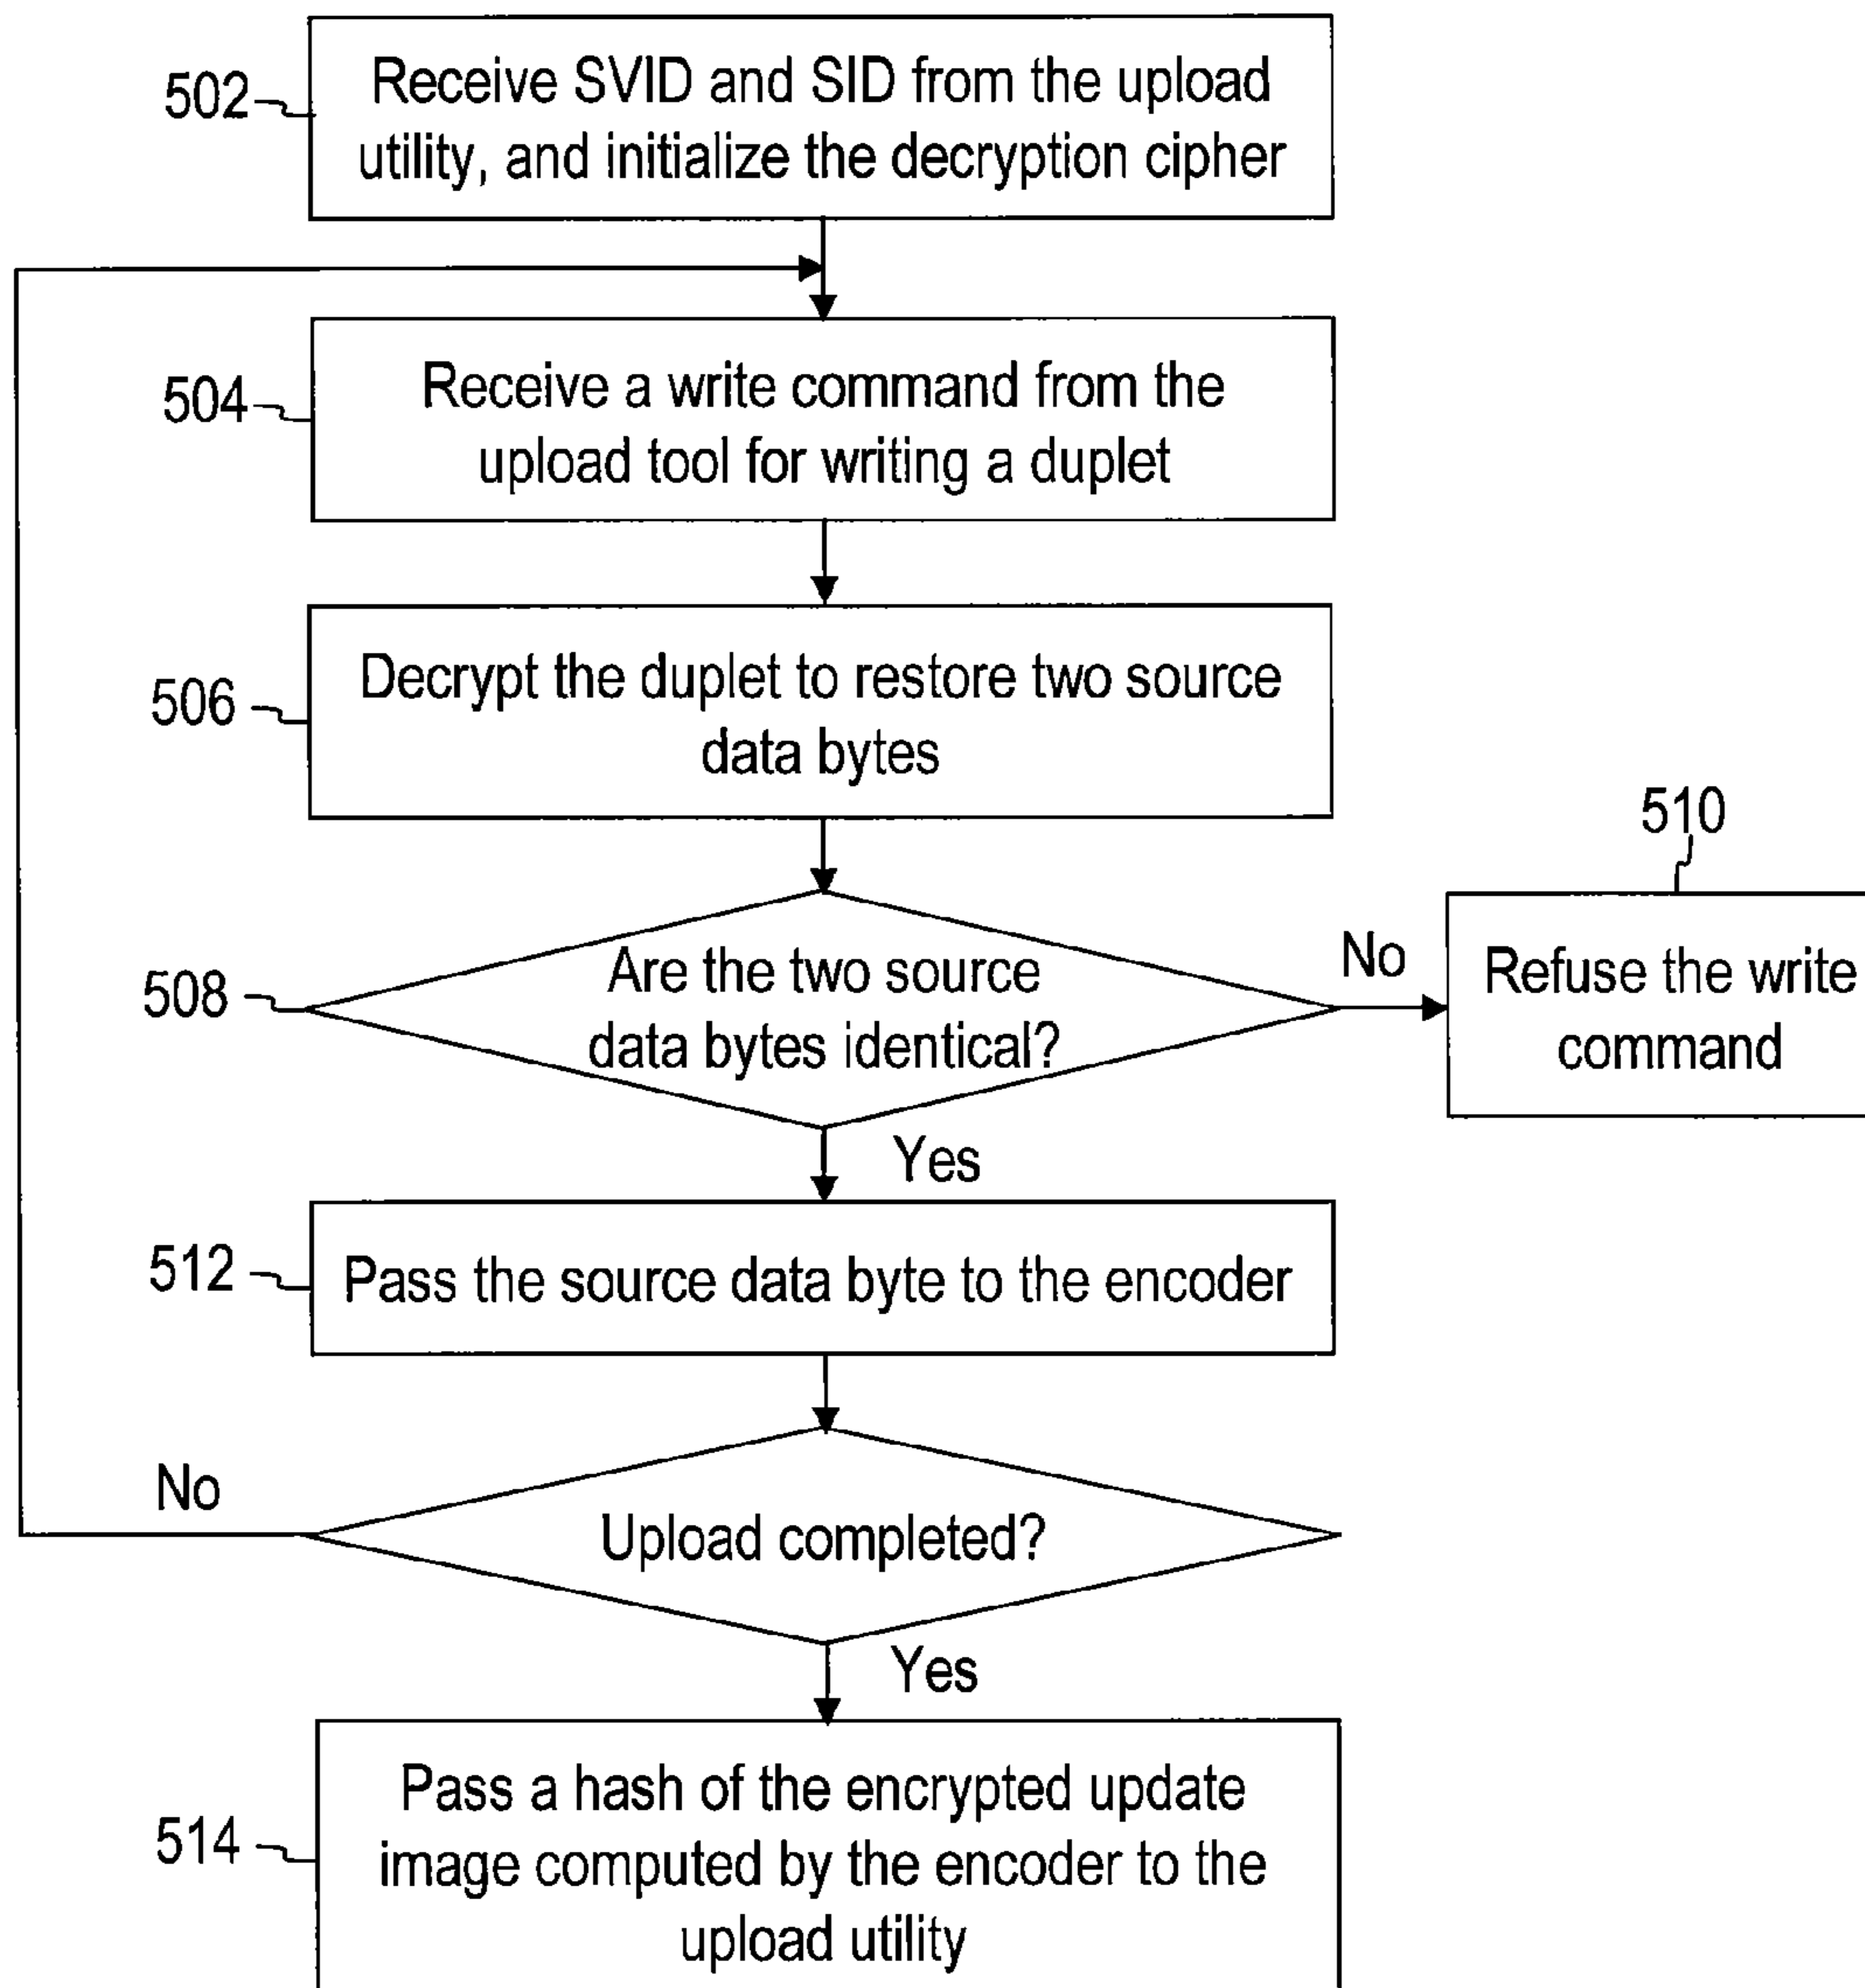 502
Receive SVID and SID from the upload
utility, and initialize the decryption cipher
504
Receive a write command from the
upload tool for writing a duplet
506
Decrypt the duplet to restore two source
data bytes
508
Are the two source
data bytes identical?
No
510
Refuse the write
command
Yes
512
Pass the source data byte to the encoder
No
Upload completed?
Yes
514
Pass a hash of the encrypted update
image computed by the encoder to the
upload utility